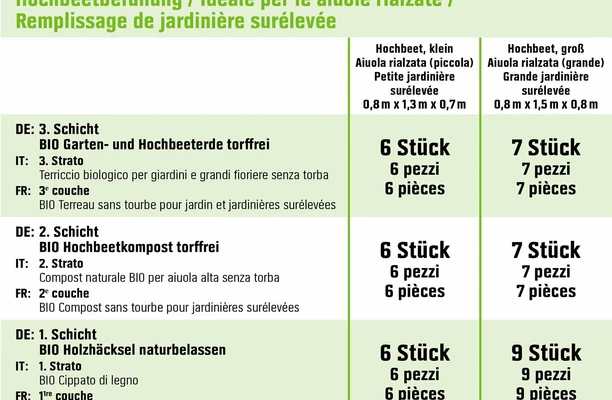 Hochbeetbefüllung / Ideale per le aiuole rialzate /
Remplissage de jardinière surélevée
Hochbeet, klein
Aiuola rialzata (piccola)
Petite jardinière
surélevée
0,8 m x 1,3 m x 0,7 m
Hochbeet, groß
Aiuola rialzata (grande)
Grande jardinière
surélevée
0,8 m x 1,5 m x 0,8 m
DE: 3. Schicht
BIO Garten- und Hochbeeterde torffrei
IT: 3. Strato
Terriccio biologico per giardini e grandi fioriere senza torba
FR: 3e couche
BIO Terreau sans tourbe pour jardin et jardinières surélevées
6 Stück
6 pezzi
6 pièces
7 Stück
7 pezzi
7 pièces
DE: 2. Schicht
BIO Hochbeetkompost torffrei
IT: 2. Strato
Compost naturale BIO per aiuola alta senza torba
FR: 2e couche
BIO Compost sans tourbe pour jardinières surélevées
6 Stück
6 pezzi
6 pièces
7 Stück
7 pezzi
7 pièces
DE: 1. Schicht
BIO Holzhäcksel naturbelassen
IT: 1. Strato
BIO Cippato di legno
FR: 1tre couche
6 Stück
6 pezzi
6 pièces
9 Stück
9 pezzi
9 pièces